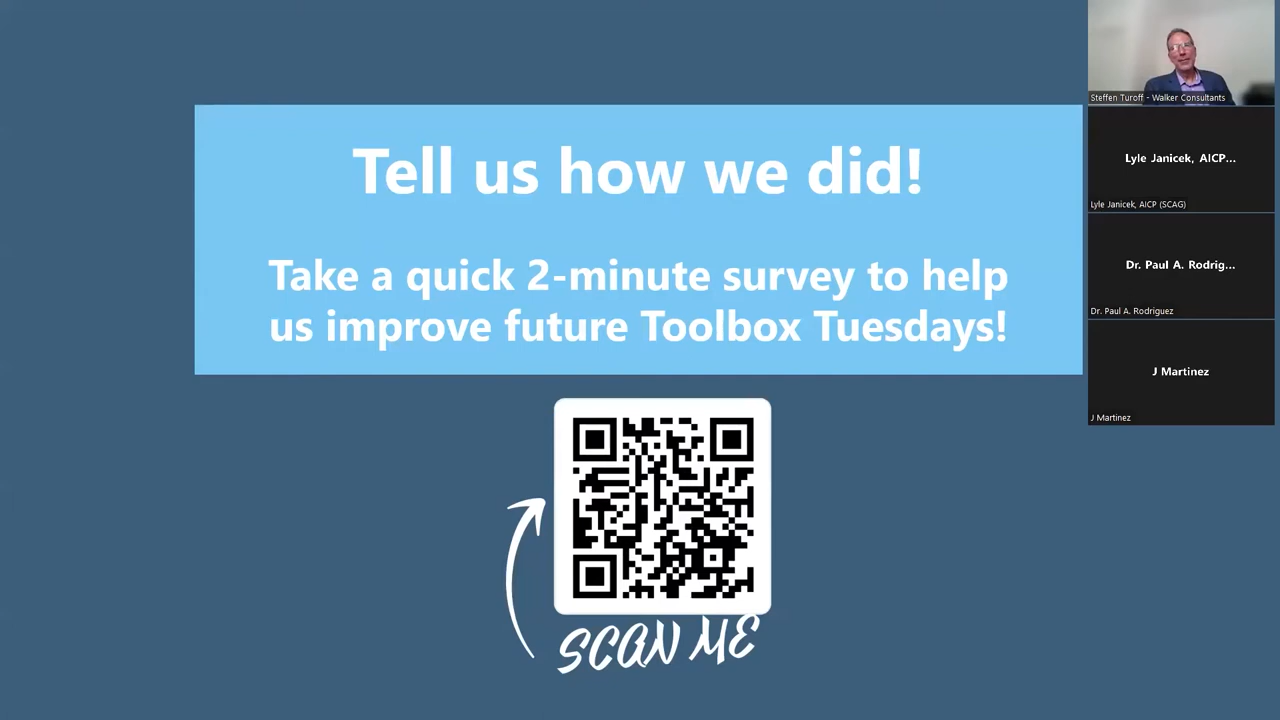 Tell us how we did!
Take a quick 2-minute survey to help
us improve future Toolbox Tuesdays!
SCAN ME
Steffen Turoff - Walker Consultants
Lyle Janicek, AICP...
Lyle Janicek, AICP (SCAG)
Dr. Paul A. Rodrig...
Dr. Paul A. Rodriguez
J Martinez
J Martinez